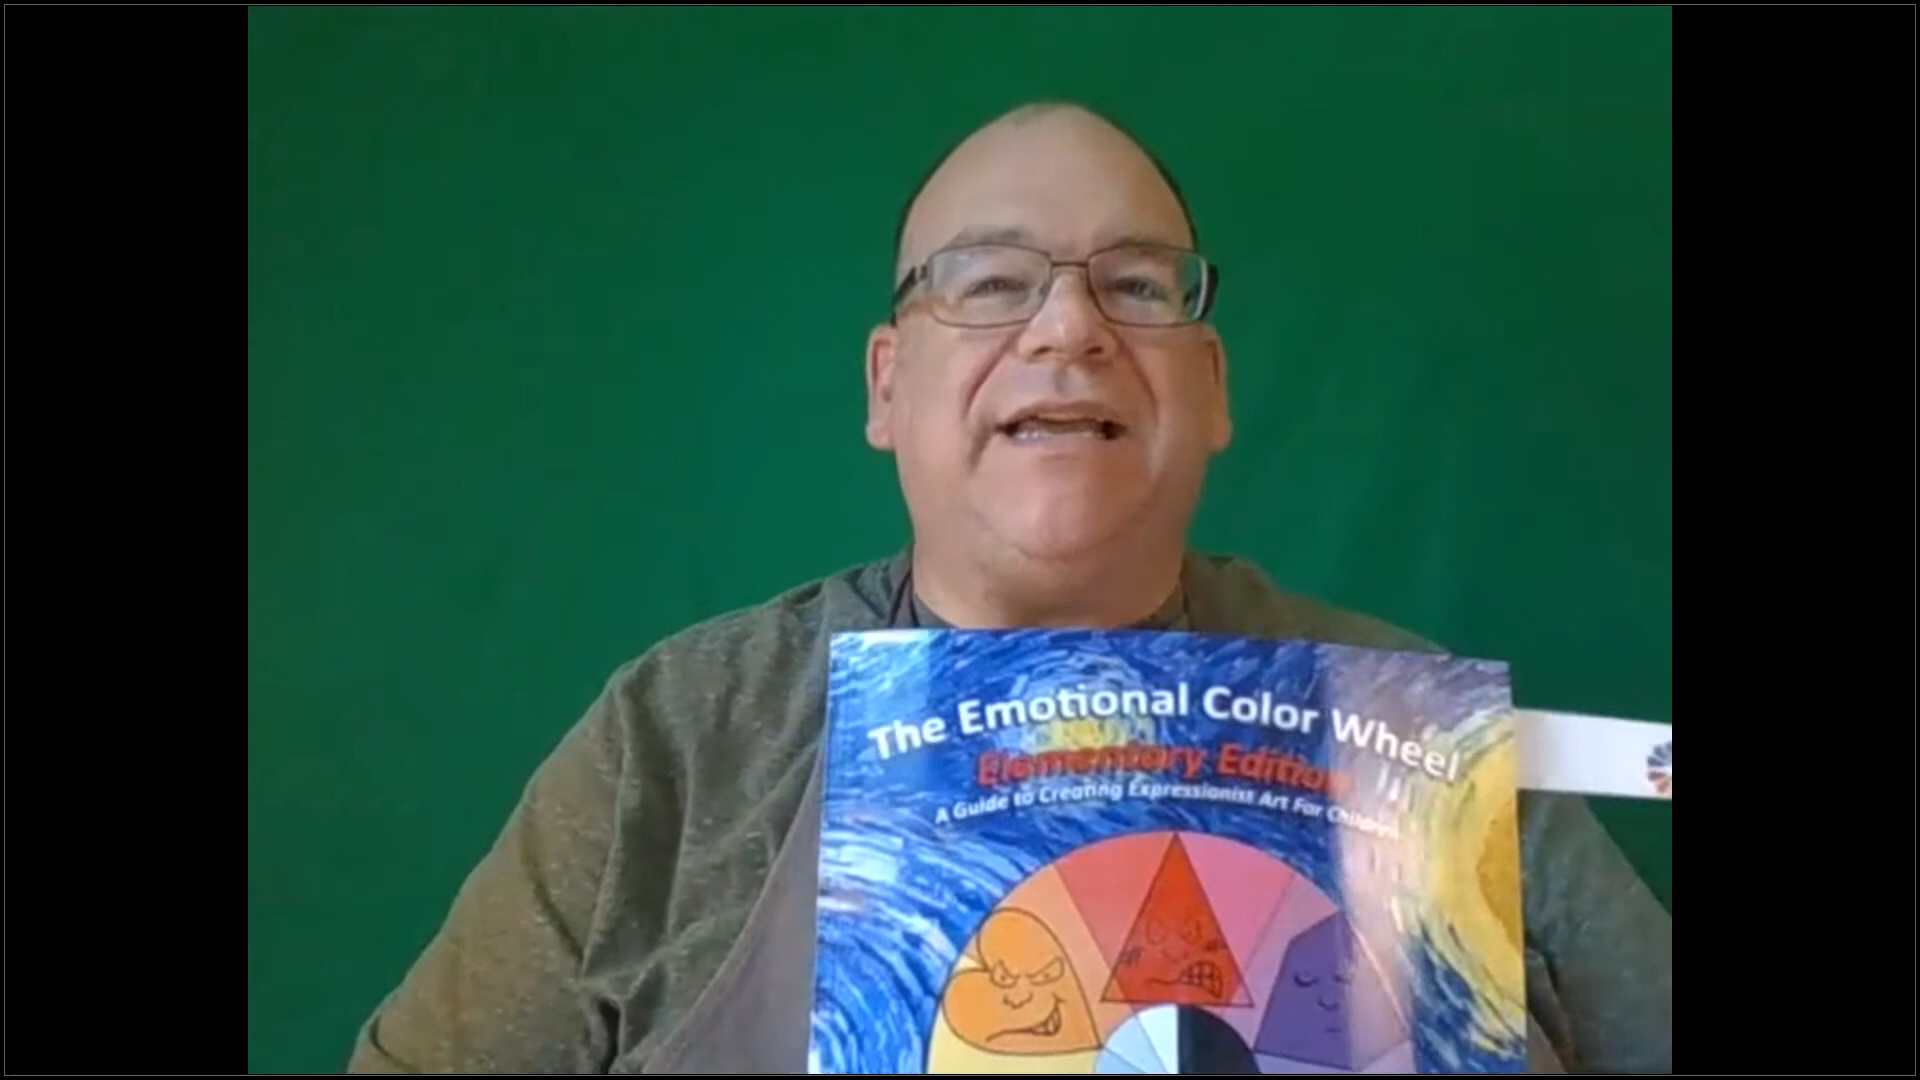 The Emotional Color Wheel
Elementary Edition
A Guide to Creating Expressionist Art For Children